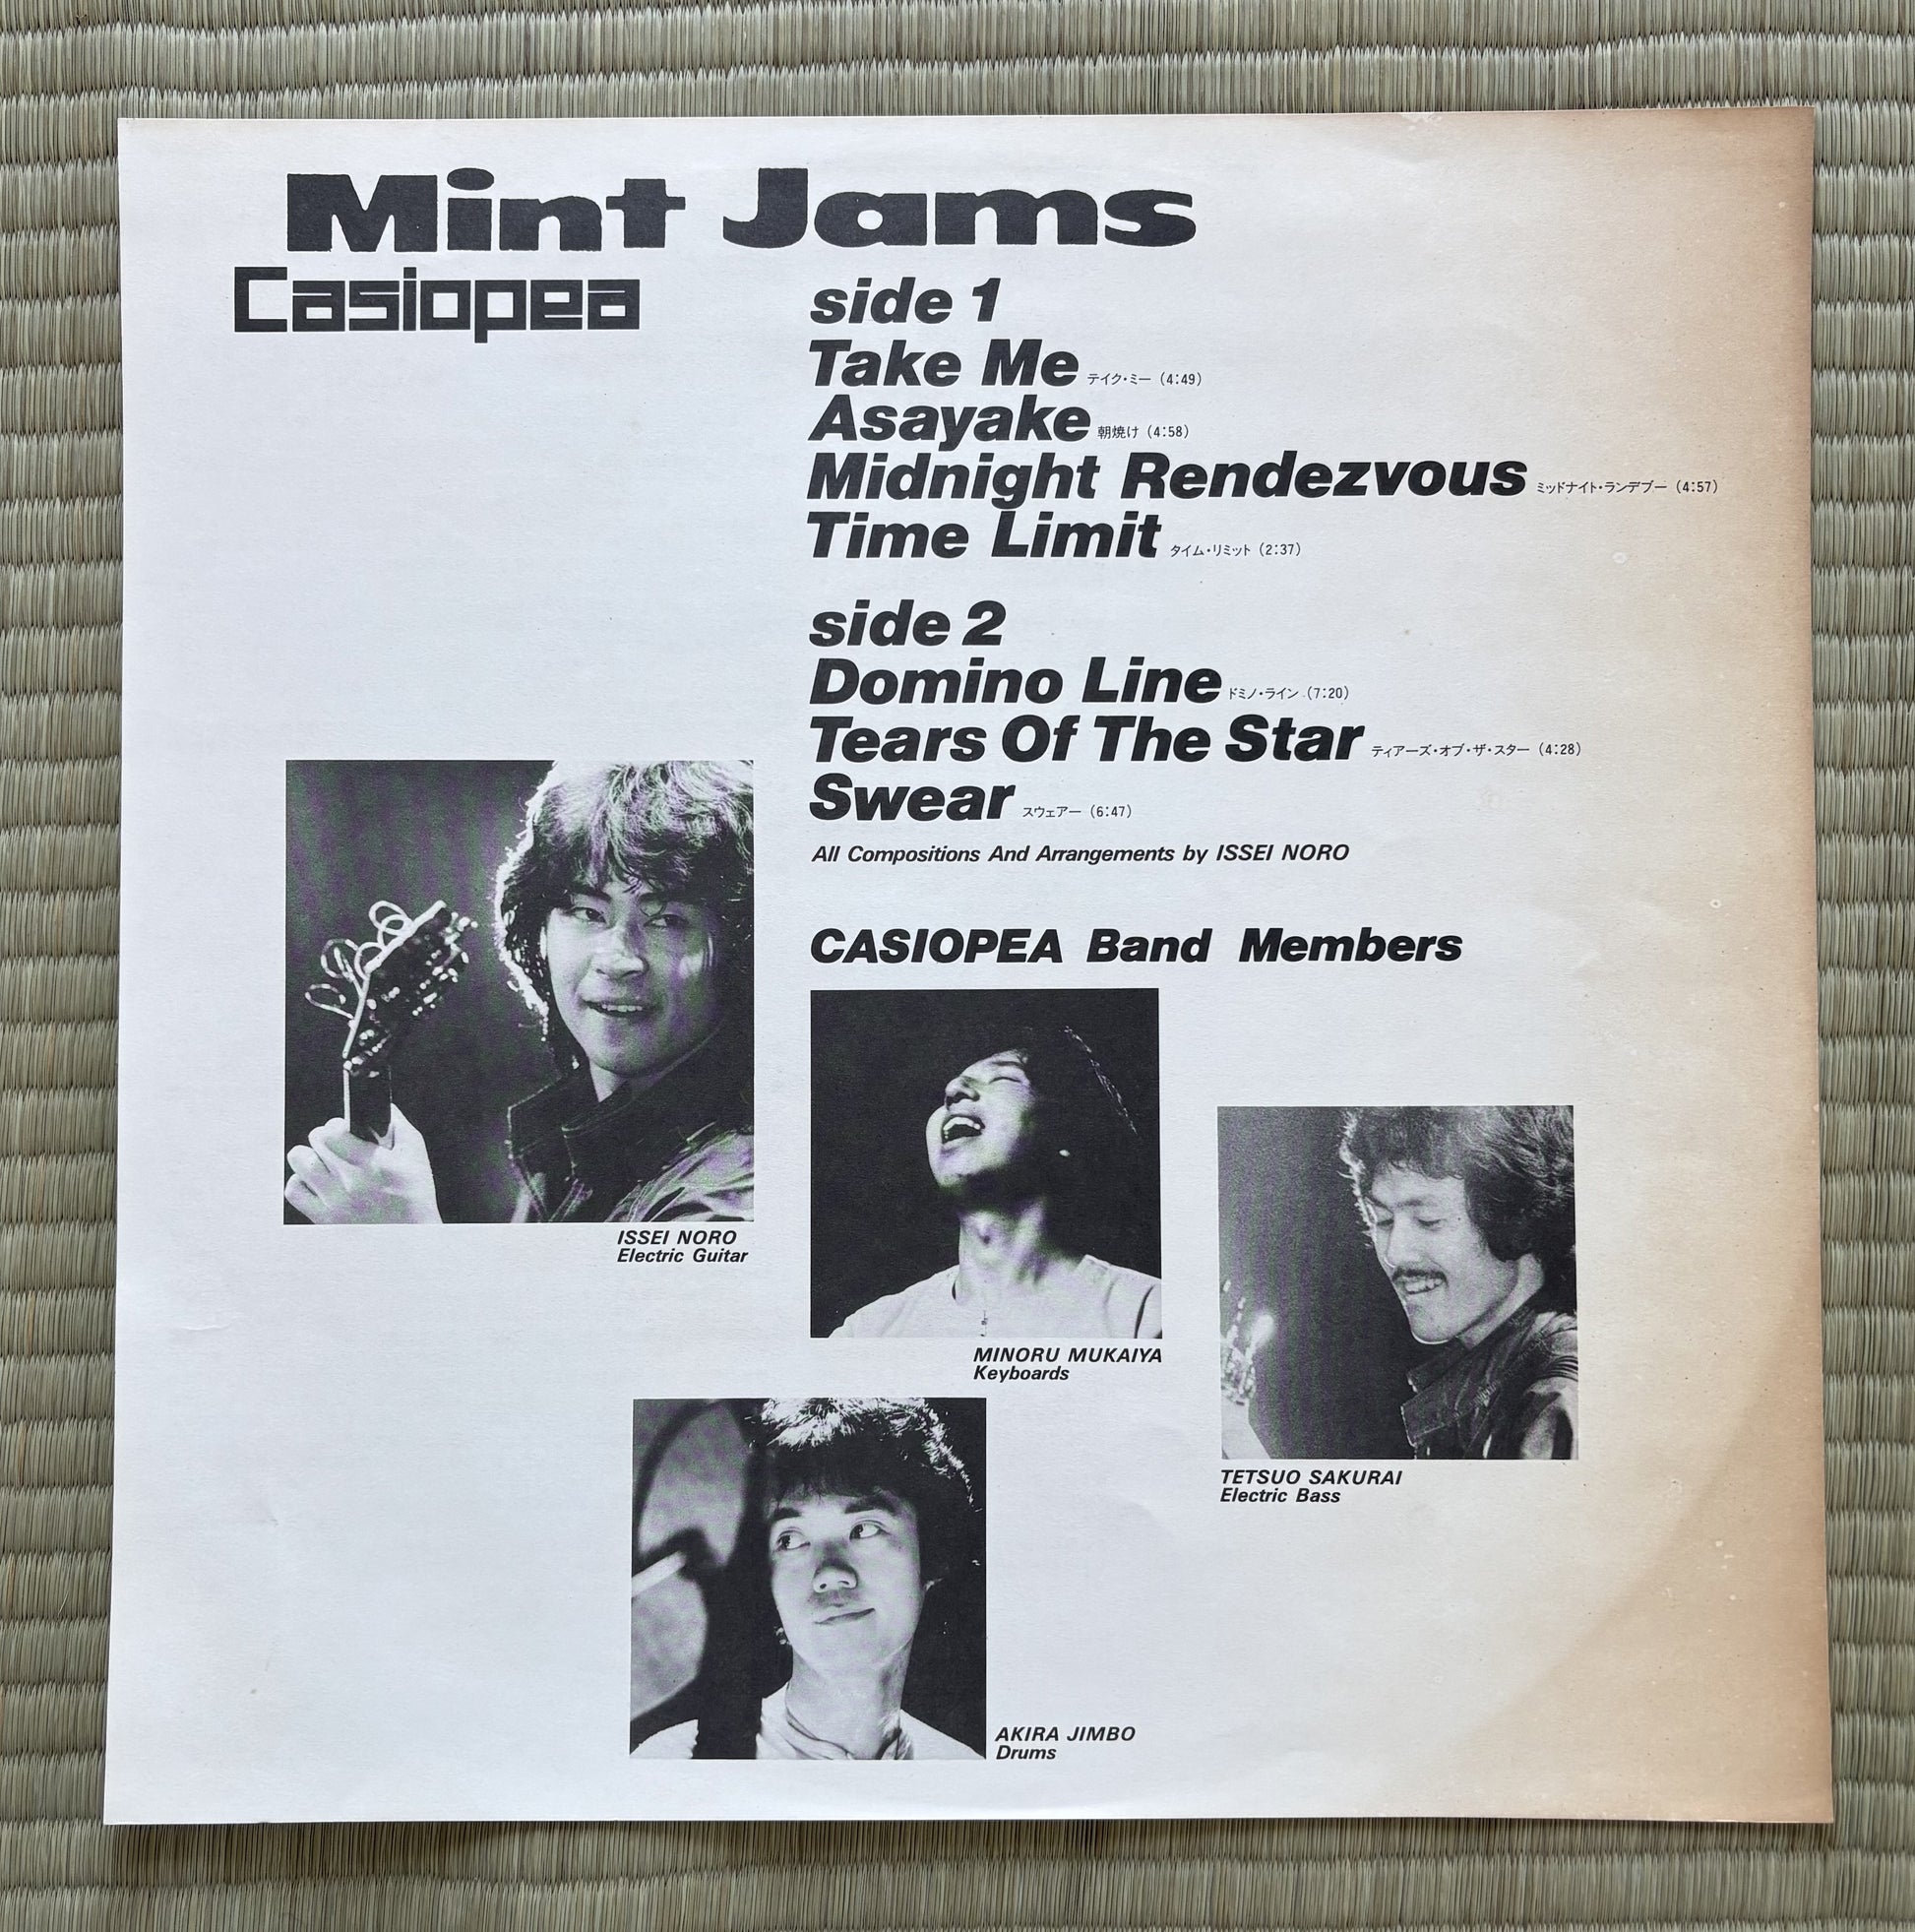 Mint Jams
Casiopea
side 1
Take Me テイク・ミー (4:49)
Asayake 朝焼け (4:58)
Midnight Rendezvous ミッドナイト・ランデブー (4:57)
Time Limit タイム・リミット (2:37)
side 2
Domino Line ドミノ・ライン (7:20)
Tears Of The Star ティアーズ・オブ・ザ・スター (4:28)
Swear スウェアー (6:47)
All Compositions And Arrangements by ISSEI NORO
CASIOPEA Band Members
ISSEI NORO
Electric Guitar
MINORU MUKAIYA
Keyboards
TETSUO SAKURAI
Electric Bass
AKIRA JIMBO
Drums